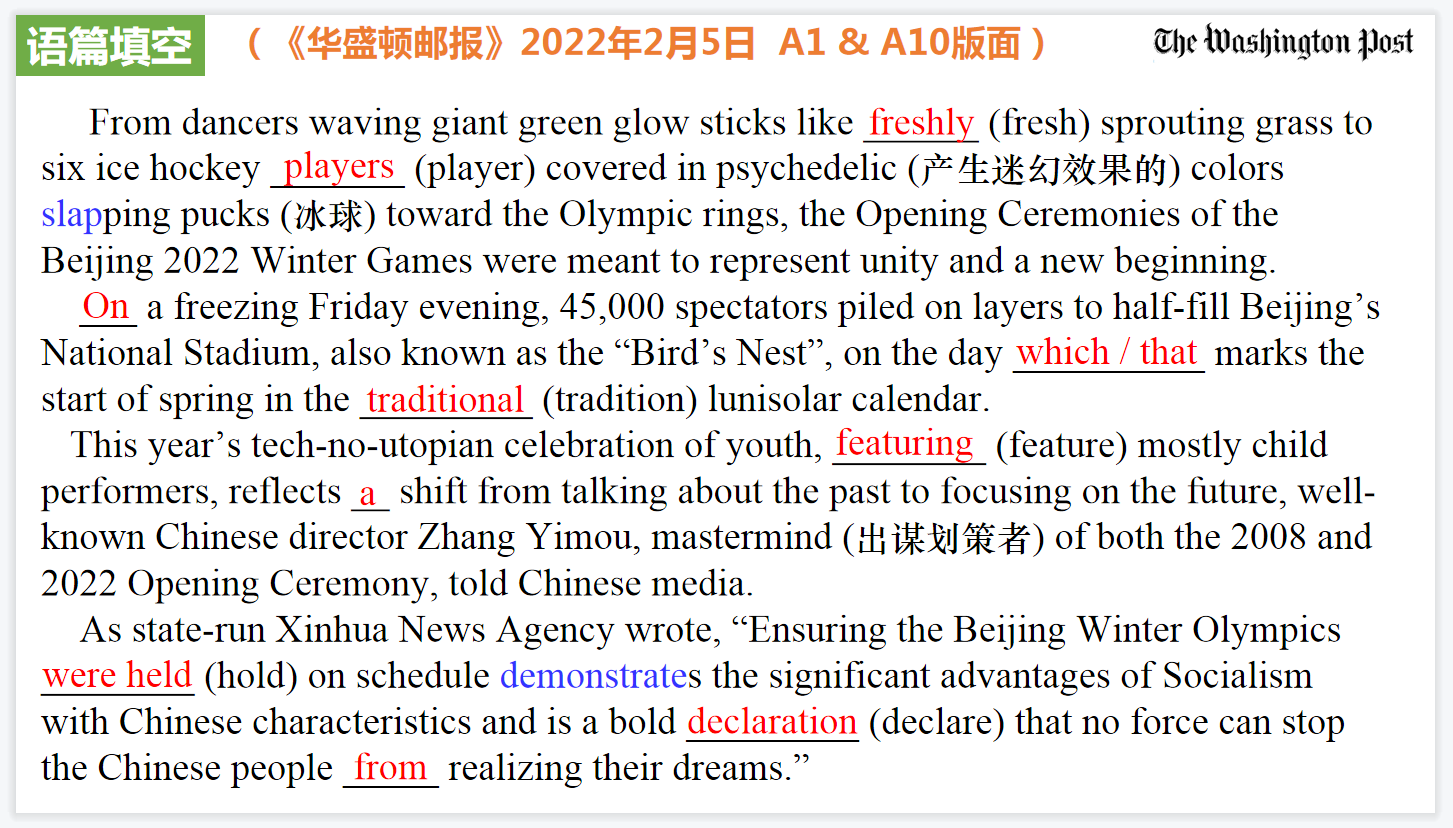 语篇填空 （《华盛顿邮报》2022年2月5日 A1 & A10版面） The Washington Post
From dancers waving giant green glow sticks like freshly (fresh) sprouting grass to
six ice hockey players (player) covered in psychedelic (产生迷幻效果的) colors
slapping pucks (冰球) toward the Olympic rings, the Opening Ceremonies of the
Beijing 2022 Winter Games were meant to represent unity and a new beginning.
On a freezing Friday evening, 45,000 spectators piled on layers to half-fill Beijing’s
National Stadium, also known as the “Bird’s Nest”, on the day which / that marks the
start of spring in the traditional (tradition) lunisolar calendar.
This year’s tech-no-utopian celebration of youth, featuring (feature) mostly child
performers, reflects a shift from talking about the past to focusing on the future, well-
known Chinese director Zhang Yimou, mastermind (出谋划策者) of both the 2008 and
2022 Opening Ceremony, told Chinese media.
As state-run Xinhua News Agency wrote, “Ensuring the Beijing Winter Olympics
were held (hold) on schedule demonstrates the significant advantages of Socialism
with Chinese characteristics and is a bold declaration (declare) that no force can stop
the Chinese people from realizing their dreams.”